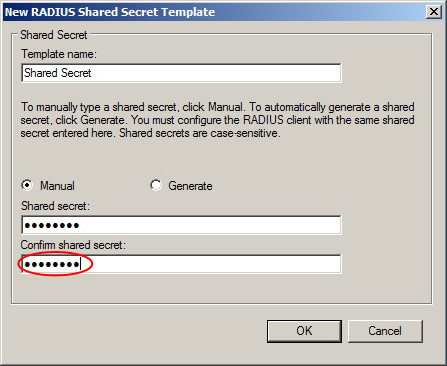 New RADIUS Shared Secret Template
Shared Secret
Template name:
Shared Secret
To manually type a shared secret, click Manual. To automatically generate a shared
secret, click Generate. You must configure the RADIUS client with the same shared
secret entered here. Shared secrets are case-sensitive.
Manual Generate
Shared secret:
●●●●●●●●
Confirm shared secret:
●●●●●●●●
OK Cancel